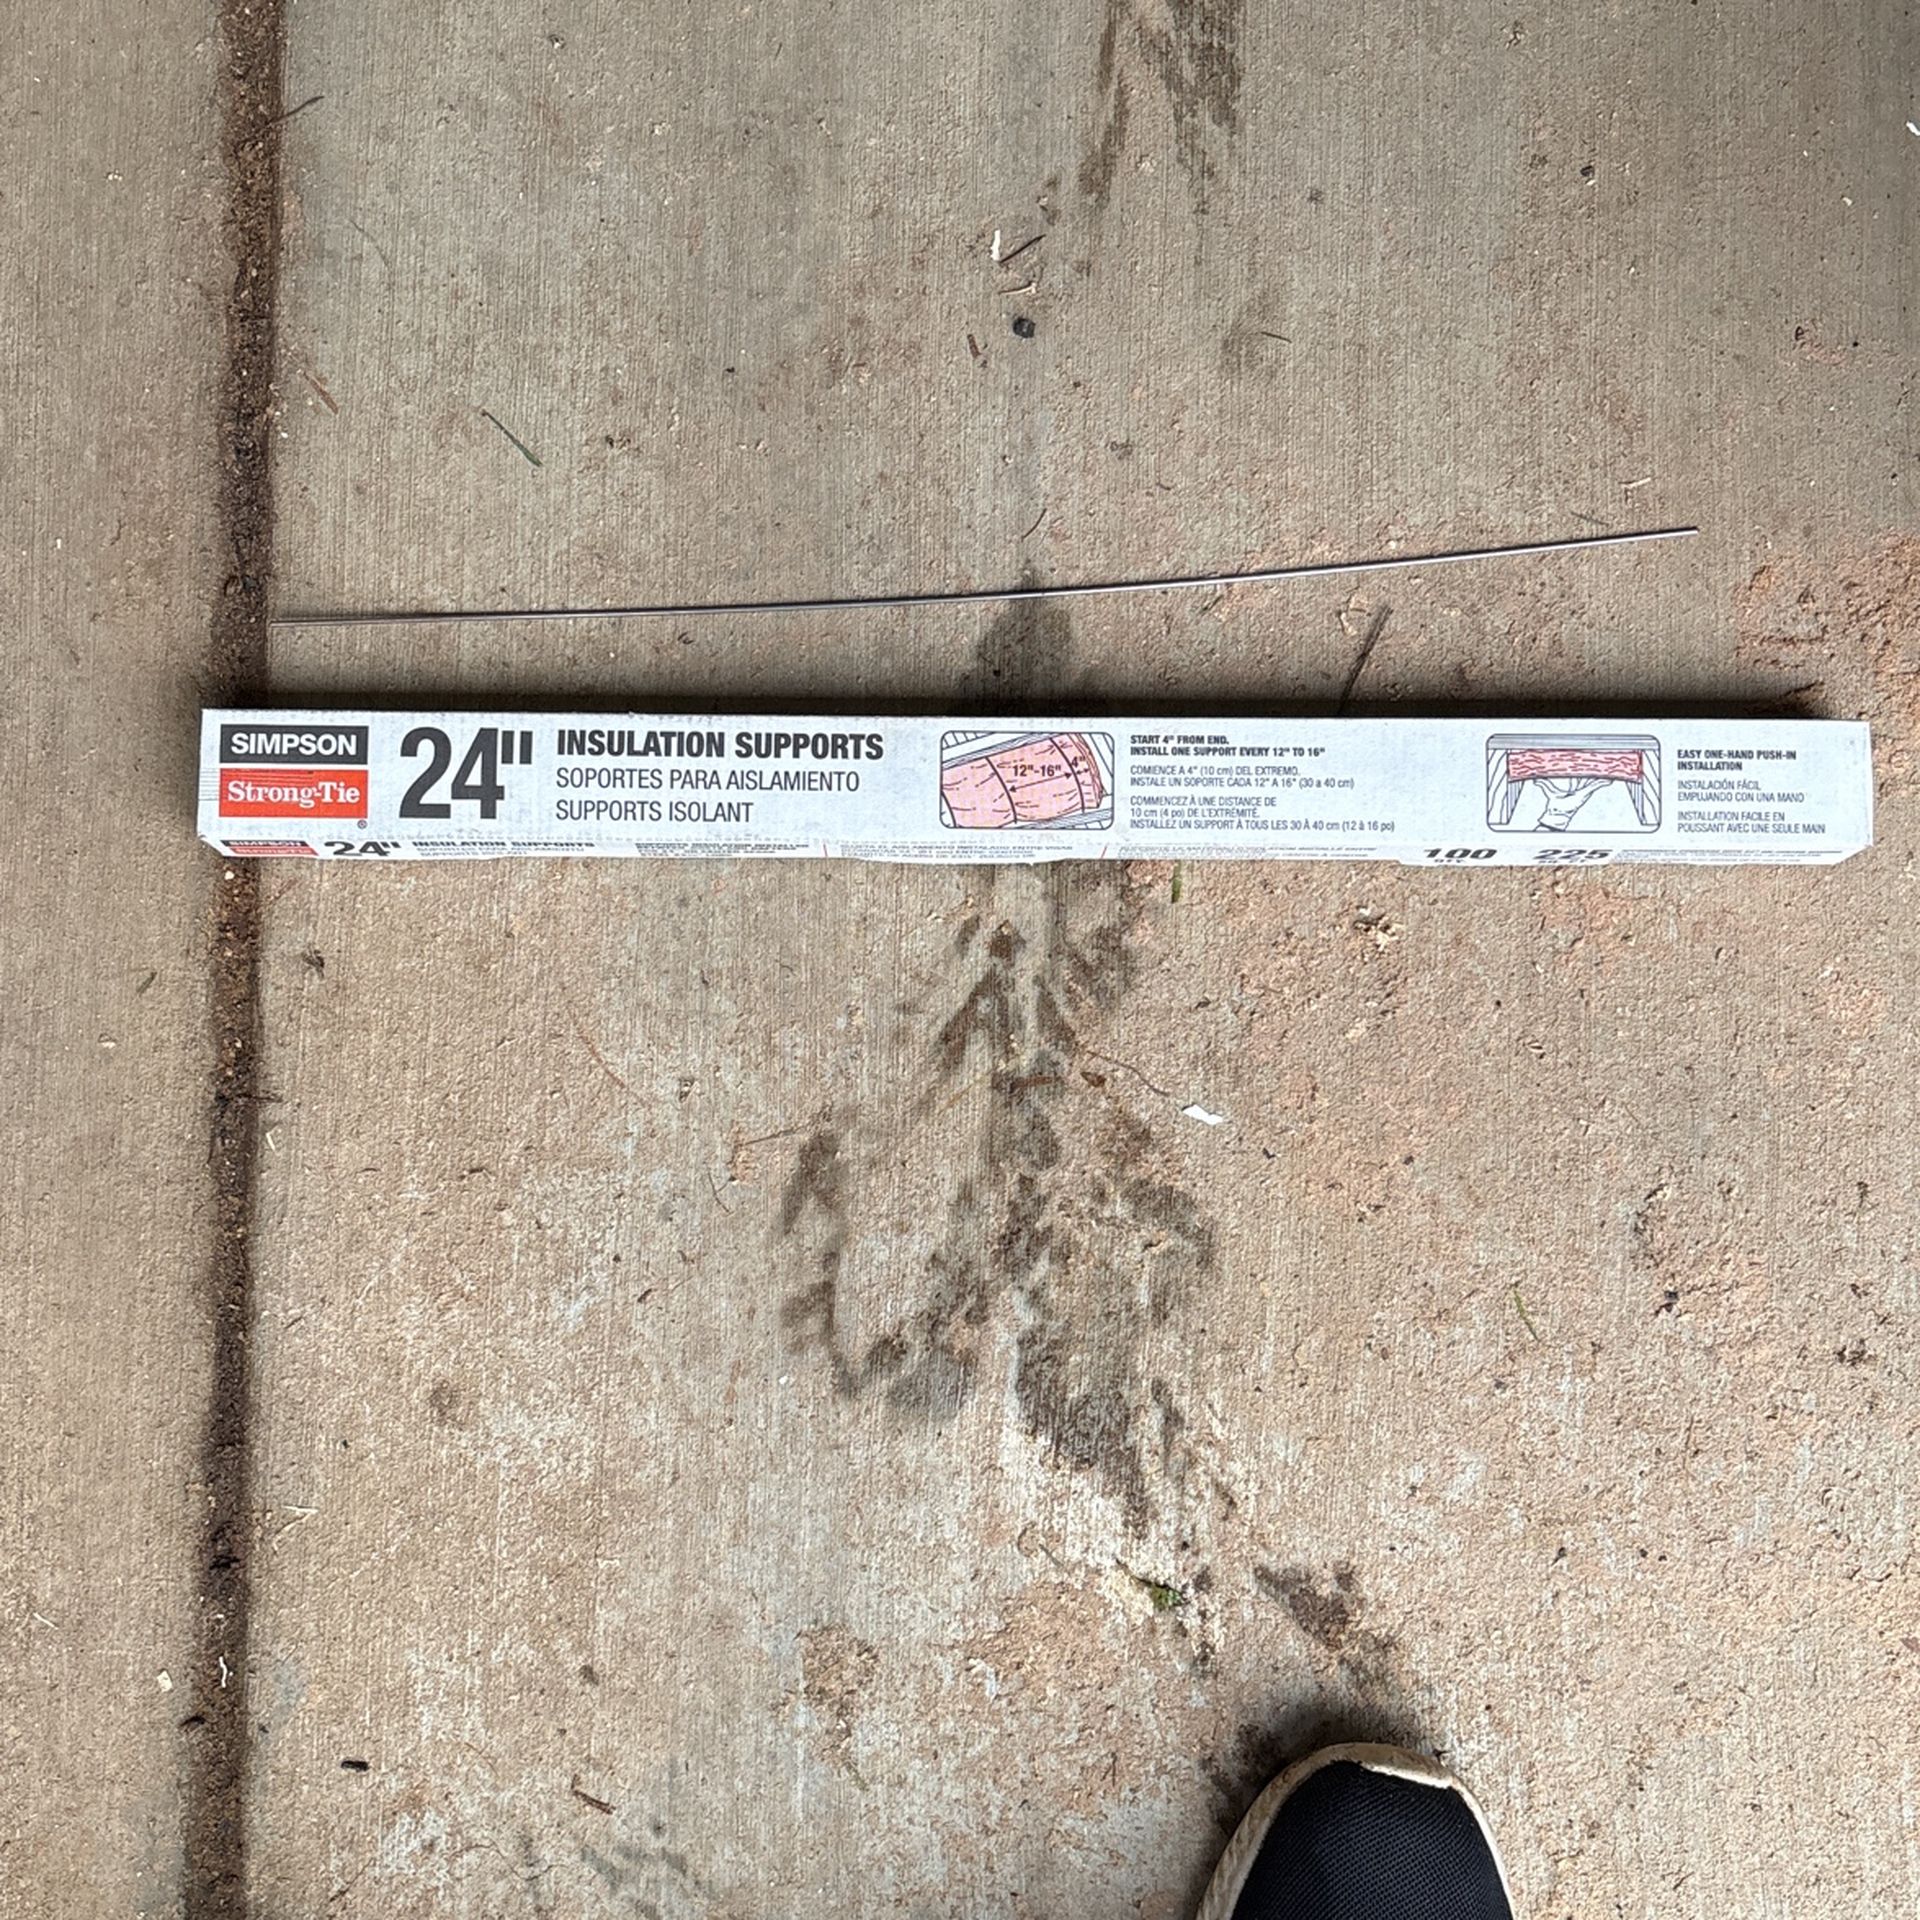 SIMPSON
Strong-Tie
®
24"
INSULATION SUPPORTS
SOPORTES PARA AISLAMIENTO
SUPPORTS ISOLANT
12"-16"
4"
START 4" FROM END.
INSTALL ONE SUPPORT EVERY 12" TO 16"
COMIENCE A 4" (10 cm) DEL EXTREMO.
INSTALE UN SOPORTE CADA 12" A 16" (30 a 40 cm)
COMMENCEZ À UNE DISTANCE DE
10 cm (4 po) DE L'EXTRÉMITÉ.
INSTALLEZ UN SUPPORT À TOUS LES 30 À 40 cm (12 à 16 po)
EASY ONE-HAND PUSH-IN
INSTALLATION
INSTALACIÓN FÁCIL
EMPUJANDO CON UNA MANO
INSTALLATION FACILE EN
POUSSANT AVEC UNE SEULE MAIN
SIMPSON
Strong-Tie
24"
INSULATION SUPPORTS
100
225